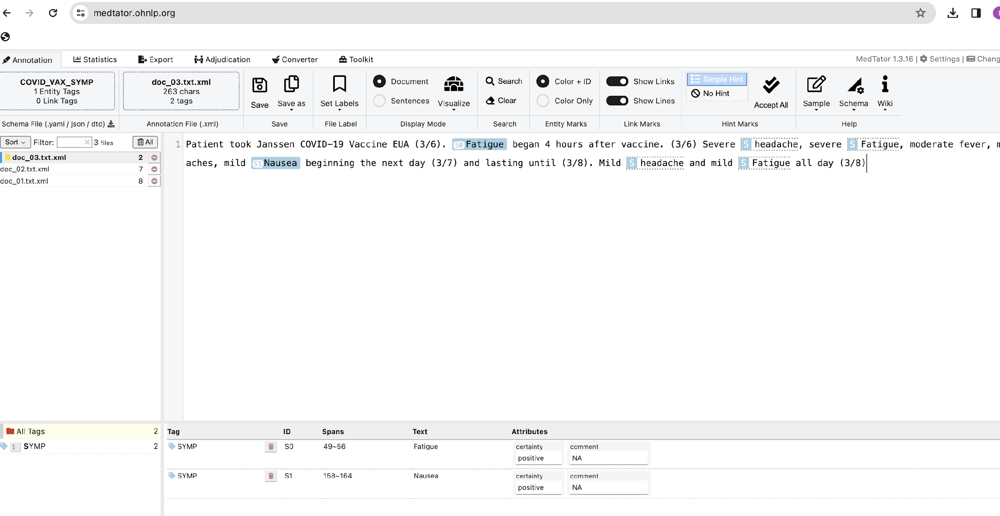 medtator.ohnlp.org
Annotation Statistics Export Adjudication Converter Toolkit MedTator 1.3.16 | Settings | Chang
COVID_VAX_SYMP
1 Entity Tags
0 Link Tags
Schema File (.yaml / json / dtd)
doc_03.txt.xml
263 chars
2 tags
Annotation File (.xml)
Save Save as
Save
Set Labels
File Label
Document
Sentences
Visualize
Display Mode
Search
Clear
Search
Color + ID
Color Only
Entity Marks
Show Links
Show Lines
Link Marks
Simple Hint
No Hint
Accept All
Hint Marks
Sample Schema Wiki
Help
Sort Filter: 3 files All
doc_03.txt.xml 2
doc_02.txt.xml 7
doc_01.txt.xml 8
1 Patient took Janssen COVID-19 Vaccine EUA (3/6). S0 Fatigue began 4 hours after vaccine. (3/6) Severe S headache, severe S Fatigue, moderate fever,
aches, mild S1 Nausea beginning the next day (3/7) and lasting until (3/8). Mild S headache and mild S Fatigue all day (3/8)
All Tags 2
1 SYMP 2
Tag ID Spans Text Attributes
SYMP S0 49~56 Fatigue certainty comment
positive NA
SYMP S1 158~164 Nausea certainty comment
positive NA